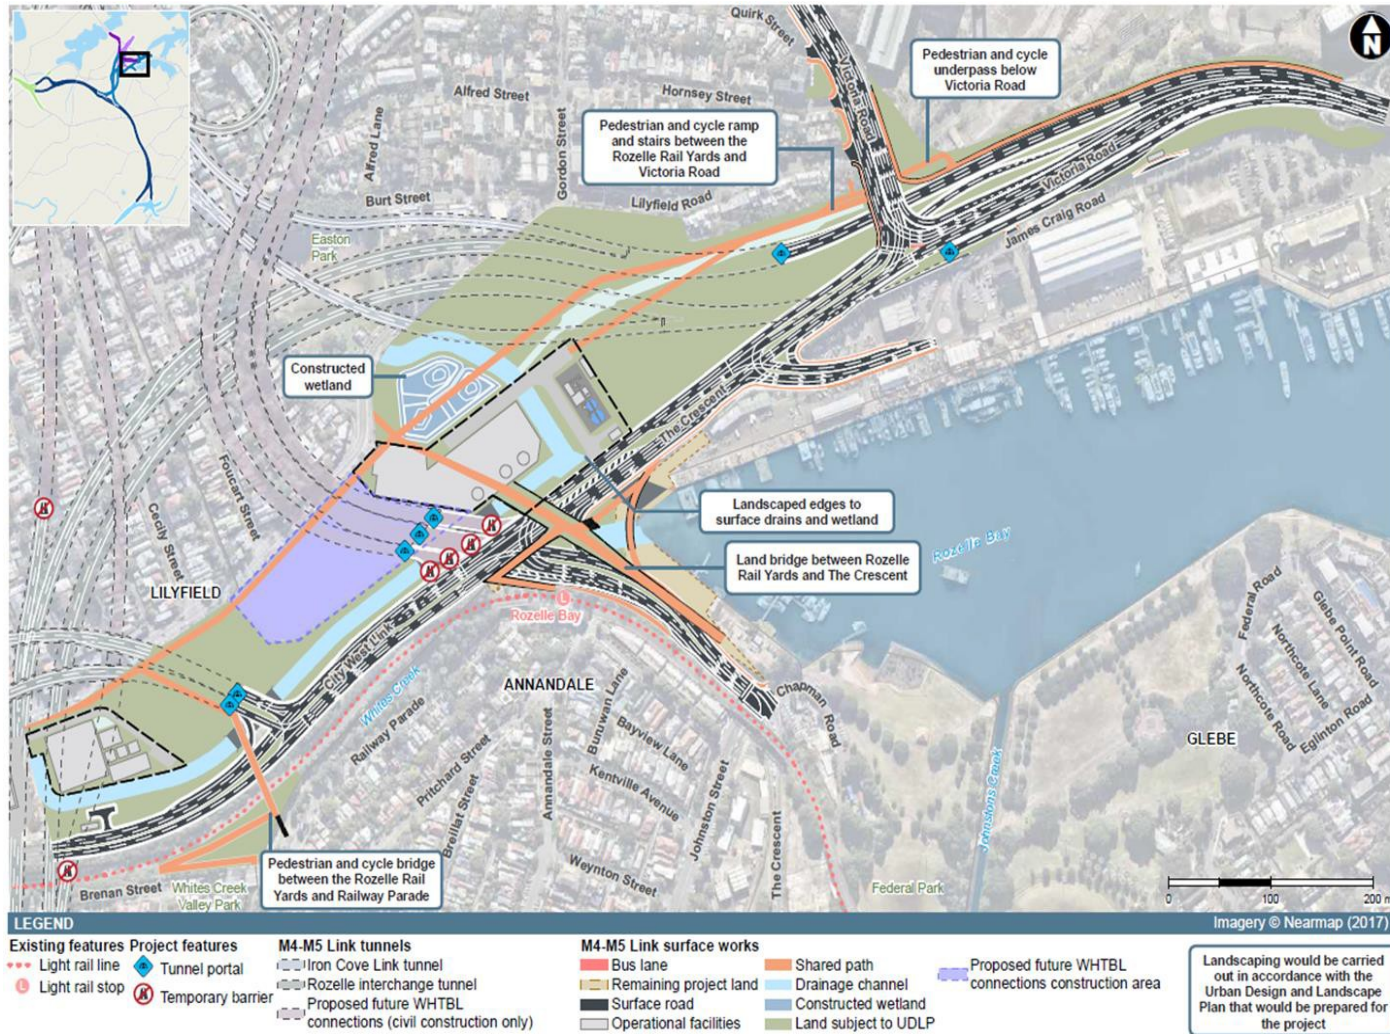 Quirk Street
N
Pedestrian and cycle
underpass below
Victoria Road
Victoria Road
Alfred Street
Hornsey Street
Alfred Lane
Gordon Street
Pedestrian and cycle ramp
and stairs between the
Rozelle Rail Yards and
Victoria Road
Victoria Road
Burt Street
Lilyfield Road
James Craig Road
Easton
Park
Constructed
wetland
The Crescent
Foucart Street
Cecily Street
Landscaped edges to
surface drains and wetland
Rozelle Bay
Land bridge between Rozelle
Rail Yards and The Crescent
LILYFIELD
Rozelle Bay
City West Link
Whites Creek
ANNANDALE
Federal Road
Glebe Point Road
Northcote Lane
Northcote Road
Eglinton Road
GLEBE
Chapman Road
Railway Parade
Buruwan Lane
Bayview Lane
Pritchard Street
Annandale Street
Kentville Avenue
Breillat Street
Johnston Street
Johnstons Creek
Weynton Street
The Crescent
Pedestrian and cycle bridge
between the Rozelle Rail
Yards and Railway Parade
Brenan Street
Whites Creek
Valley Park
Federal Park
0 100 200 m
LEGEND
Imagery © Nearmap (2017)
Existing features
Light rail line
L Light rail stop
Project features
Tunnel portal
Temporary barrier
M4-M5 Link tunnels
Iron Cove Link tunnel
Rozelle interchange tunnel
Proposed future WHTBL
connections (civil construction only)
M4-M5 Link surface works
Bus lane
Remaining project land
Surface road
Operational facilities
Shared path
Drainage channel
Constructed wetland
Land subject to UDLP
Proposed future WHTBL
connections construction area
Landscaping would be carried
out in accordance with the
Urban Design and Landscape
Plan that would be prepared for
the project